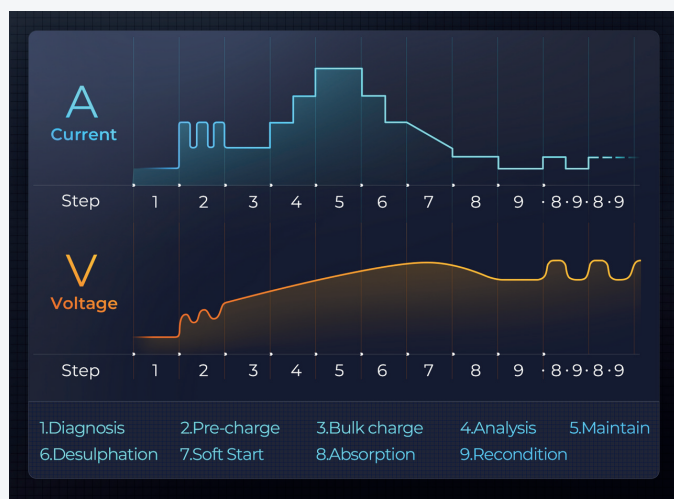 A
Current
Step 1 2 3 4 5 6 7 8 9 ·8·9·8·9
V
Voltage
Step 1 2 3 4 5 6 7 8 9 ·8·9·8·9
1.Diagnosis 2.Pre-charge 3.Bulk charge 4.Analysis 5.Maintain
6.Desulphation 7.Soft Start 8.Absorption 9.Recondition